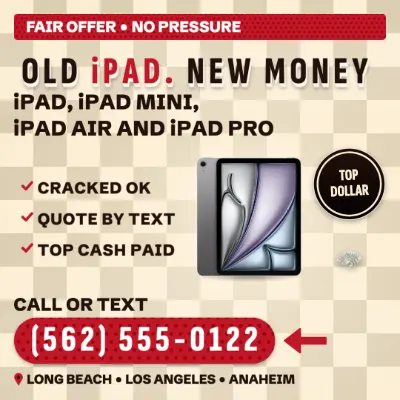 FAIR OFFER • NO PRESSURE
OLD iPAD. NEW MONEY
iPAD, iPAD MINI,
iPAD AIR AND iPAD PRO
TOP
DOLLAR
CRACKED OK
QUOTE BY TEXT
TOP CASH PAID
CALL OR TEXT
(562) 555-0122
LONG BEACH • LOS ANGELES • ANAHEIM